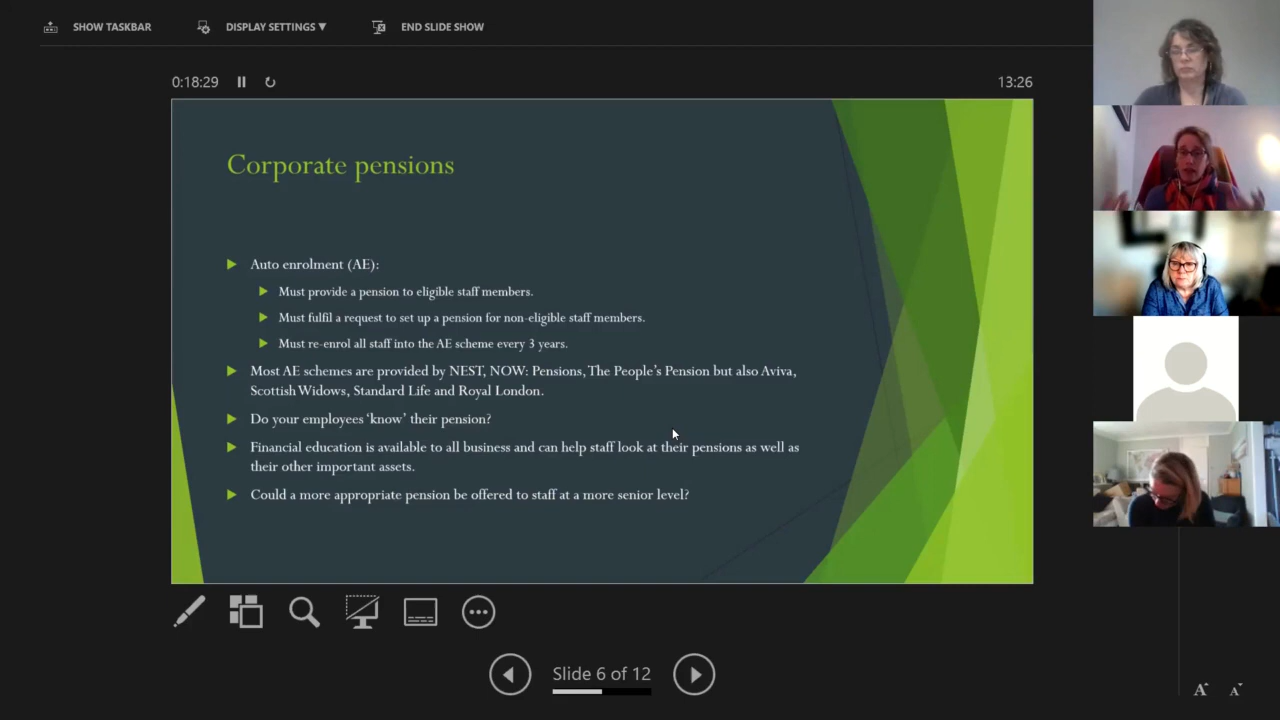 SHOW TASKBAR
DISPLAY SETTINGS ▼
END SLIDE SHOW
0:18:29
13:26
Corporate pensions
Auto enrolment (AE):
Must provide a pension to eligible staff members.
Must fulfil a request to set up a pension for non-eligible staff members.
Must re-enrol all staff into the AE scheme every 3 years.
Most AE schemes are provided by NEST, NOW: Pensions, The People's Pension but also Aviva,
Scottish Widows, Standard Life and Royal London.
Do your employees 'know' their pension?
Financial education is available to all business and can help staff look at their pensions as well as
their other important assets.
Could a more appropriate pension be offered to staff at a more senior level?
Slide 6 of 12
A A